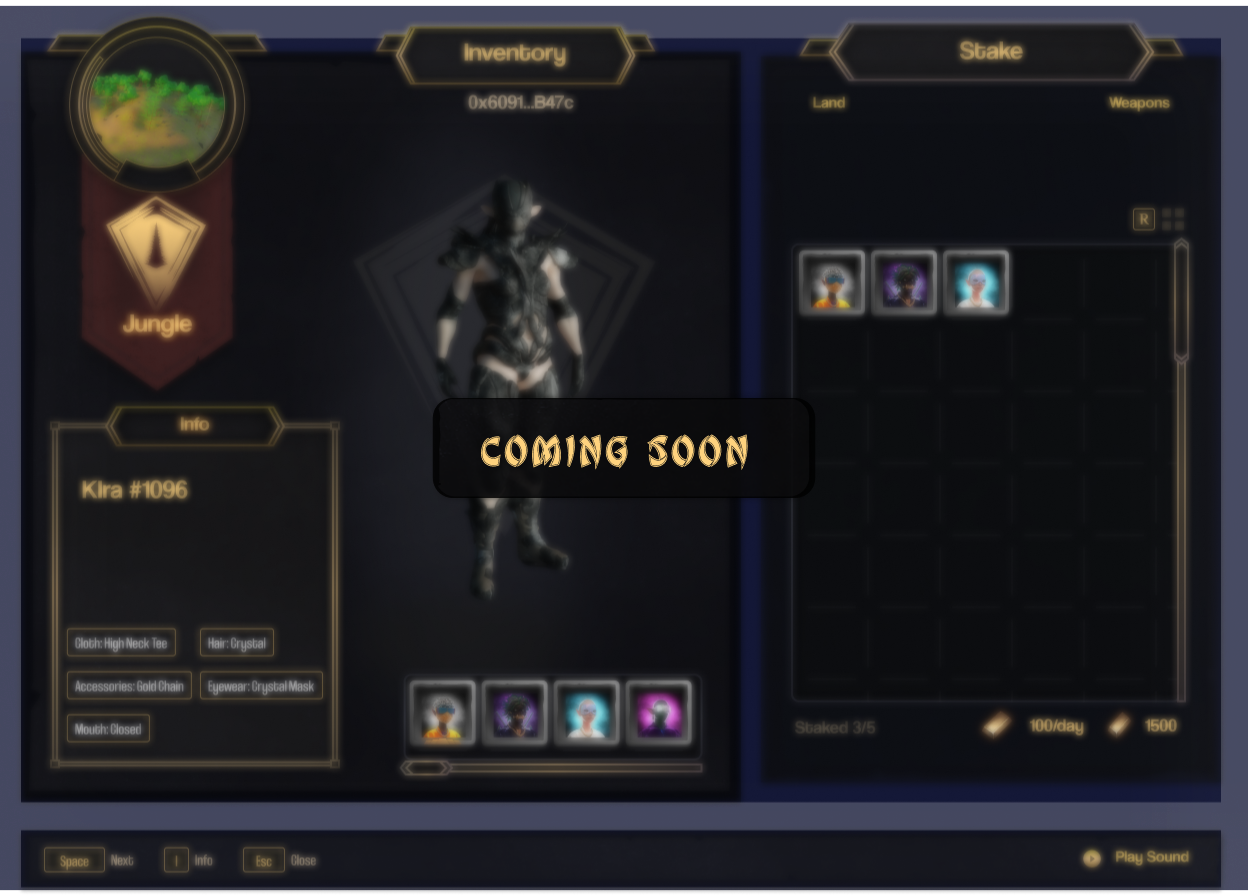 Inventory
0x6091...B47c
Jungle
Info
KIra #1096
Cloth: High Neck Tee
Hair: Crystal
Accessories: Gold Chain
Eyewear: Crystal Mask
Mouth: Closed
COMING SOON
Stake
Land
Weapons
R
Staked 3/5
100/day
1500
Space
Next
I
Info
Esc
Close
Play Sound